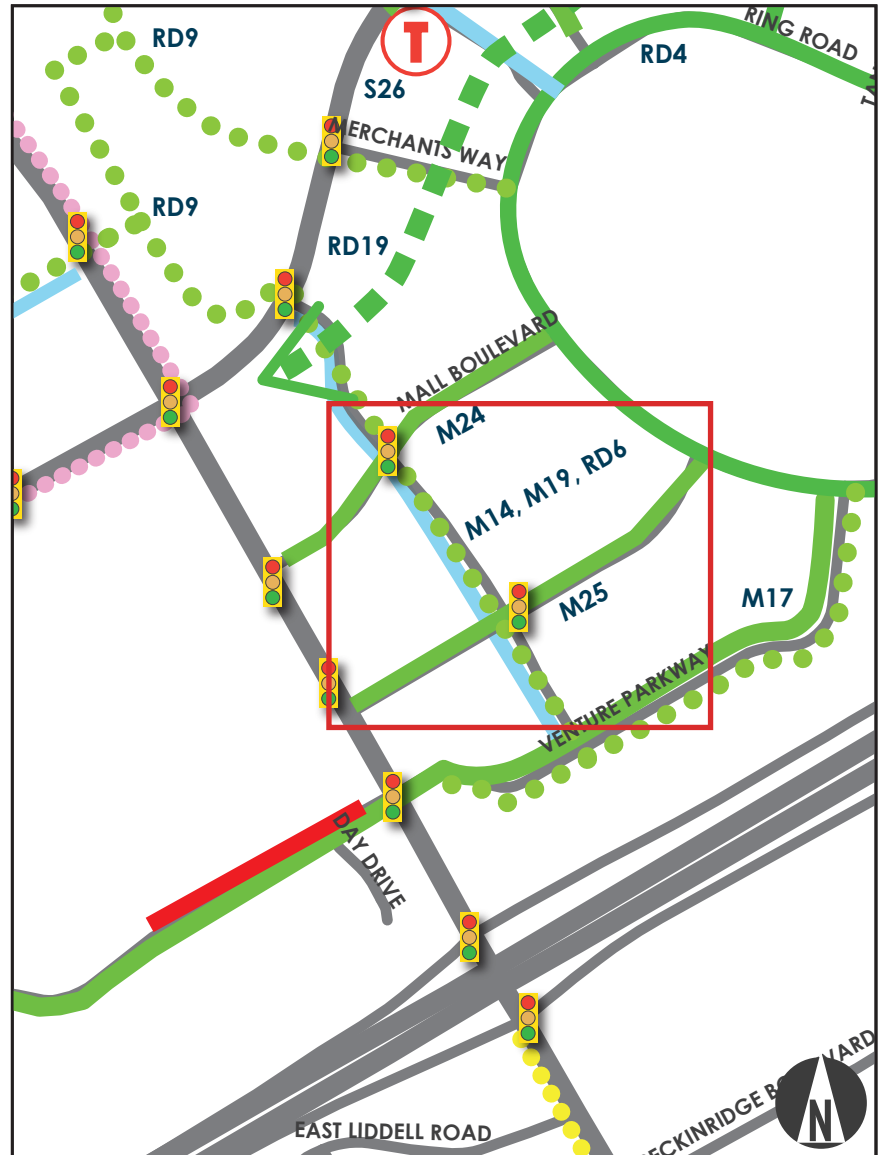 RING ROAD
RD9
T
RD4
S26
TA
MERCHANTS WAY
RD9
RD19
MALL BOULEVARD
M24
M14, M19, RD6
M25
M17
VENTURE PARKWAY
DAY DRIVE
EAST LIDDELL ROAD
N